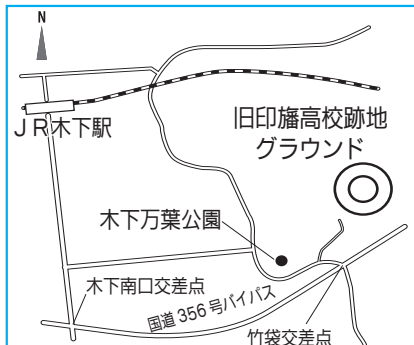 N
JR木下駅
旧印旛高校跡地
グラウンド
木下万葉公園
木下南口交差点
国道356号バイパス
竹袋交差点